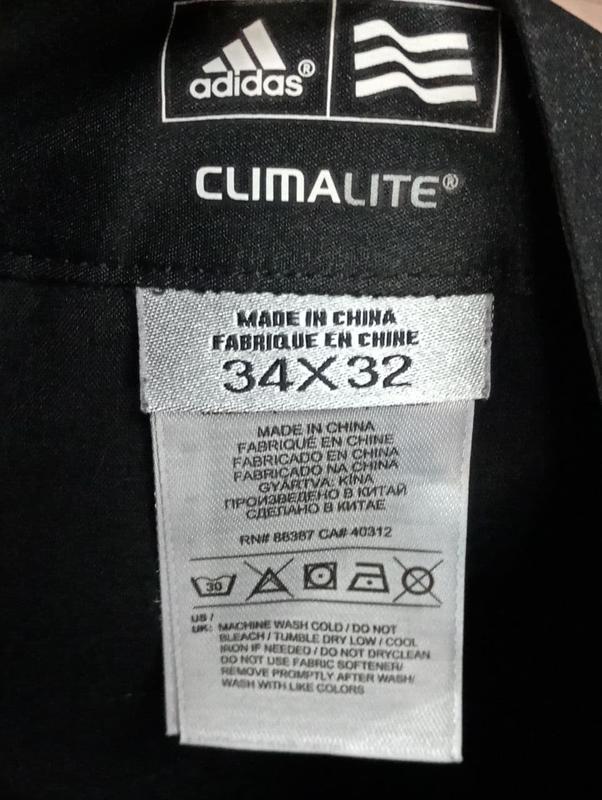 adidas®
CLIMALITE®
MADE IN CHINA
FABRIQUE EN CHINE
34X32
MADE IN CHINA
FABRIQUÉ EN CHINE
FABRICADO EN CHINA
FABRICADO NA CHINA
GYÁRTVA: KÍNA
ПРОИЗВЕДЕНО В КИТАЙ
СДЕЛАНО В КИТАЕ
RN# 88387 CA# 40312
30
US /
UK: MACHINE WASH COLD / DO NOT
BLEACH / TUMBLE DRY LOW / COOL
IRON IF NEEDED / DO NOT DRYCLEAN
DO NOT USE FABRIC SOFTENER/
REMOVE PROMPTLY AFTER WASH/
WASH WITH LIKE COLORS